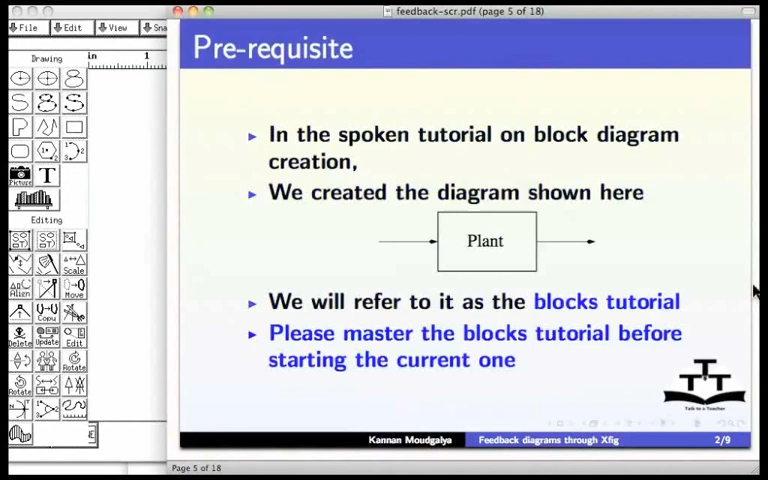 feedback-scr.pdf (page 5 of 18)
File Edit View Sna
in 1
Drawing
Picture
T
Editing
Scale
Align Move
Copy
Delete Update Edit
Rotate
Rotate
Pre-requisite
In the spoken tutorial on block diagram
creation,
We created the diagram shown here
Plant
We will refer to it as the blocks tutorial
Please master the blocks tutorial before
starting the current one
Talk to a Teacher
Kannan Moudgalya Feedback diagrams through Xfig 2/9
Page 5 of 18